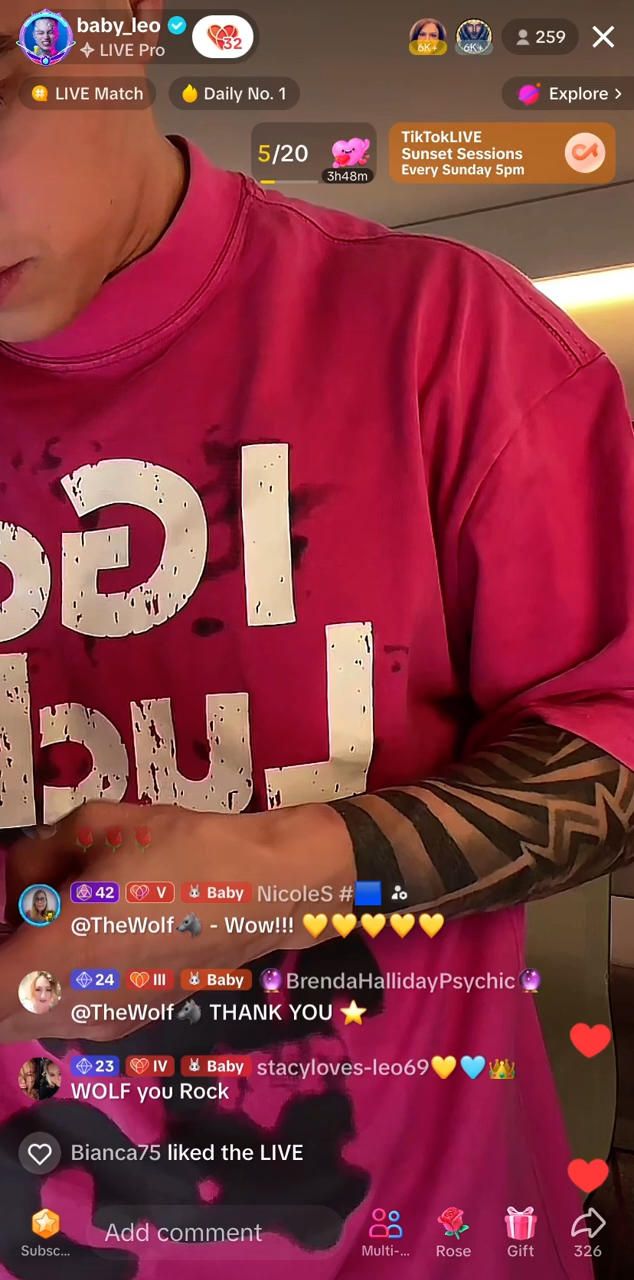 baby_leo
LIVE Pro
32
6K+
6K+
259
LIVE Match
Daily No. 1
Explore >
5/20
3h48m
TikTokLIVE
Sunset Sessions
Every Sunday 5pm
42 V Baby NicoleS #
@TheWolf - Wow!!!
24 III Baby BrendaHallidayPsychic
@TheWolf THANK YOU
23 IV Baby stacyloves-leo69
WOLF you Rock
Bianca75 liked the LIVE
Subsc...
Add comment
Multi-...
Rose
Gift
326